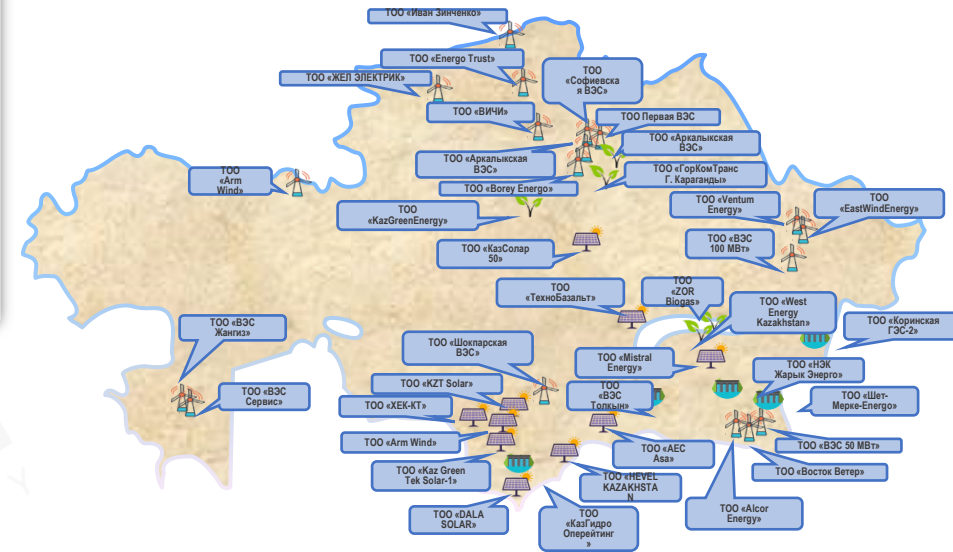 ТОО «Иван Зинченко»
ТОО «Energo Trust»
ТОО «ЖЕЛ ЭЛЕКТРИК»
ТОО
«Софиевска
я ВЭС»
ТОО «ВИЧИ»
ТОО Первая ВЭС
ТОО «Аркалыкская
ВЭС»
ТОО «Аркалыкская
ВЭС»
ТОО «ГорКомТранс
Г. Караганды»
ТОО
«Arm
Wind»
ТОО «Borey Energo»
ТОО «Ventum
Energy»
ТОО
«EastWindEnergy»
ТОО
«KazGreenEnergy»
ТОО «ВЭС
100 МВт»
ТОО «КазСолар
50»
ТОО
«ТехноБазальт»
ТОО
«ZOR
Biogas»
ТОО «West
Energy
Kazakhstan»
ТОО «Коринская
ГЭС-2»
ТОО «ВЭС
Жангиз»
ТОО «Шокпарская
ВЭС»
ТОО «Mistral
Energy»
ТОО «НЭК
Жарык Энерго»
ТОО «KZT Solar»
ТОО «ВЭС
Сервис»
ТОО
«ВЭС
Толкын»
ТОО «Шет-
Мерке-Energo»
ТОО «ХЕК-КТ»
ТОО «Arm Wind»
ТОО «ВЭС 50 МВт»
ТОО «АЕС
Asa»
ТОО «Kaz Green
Tek Solar-1»
ТОО «Восток Ветер»
ТОО «HEVEL
KAZAKHSTA
N
ТОО «DALA
SOLAR»
ТОО
«КазГидро
Оперейтинг
»
ТОО «Alcor
Energy»